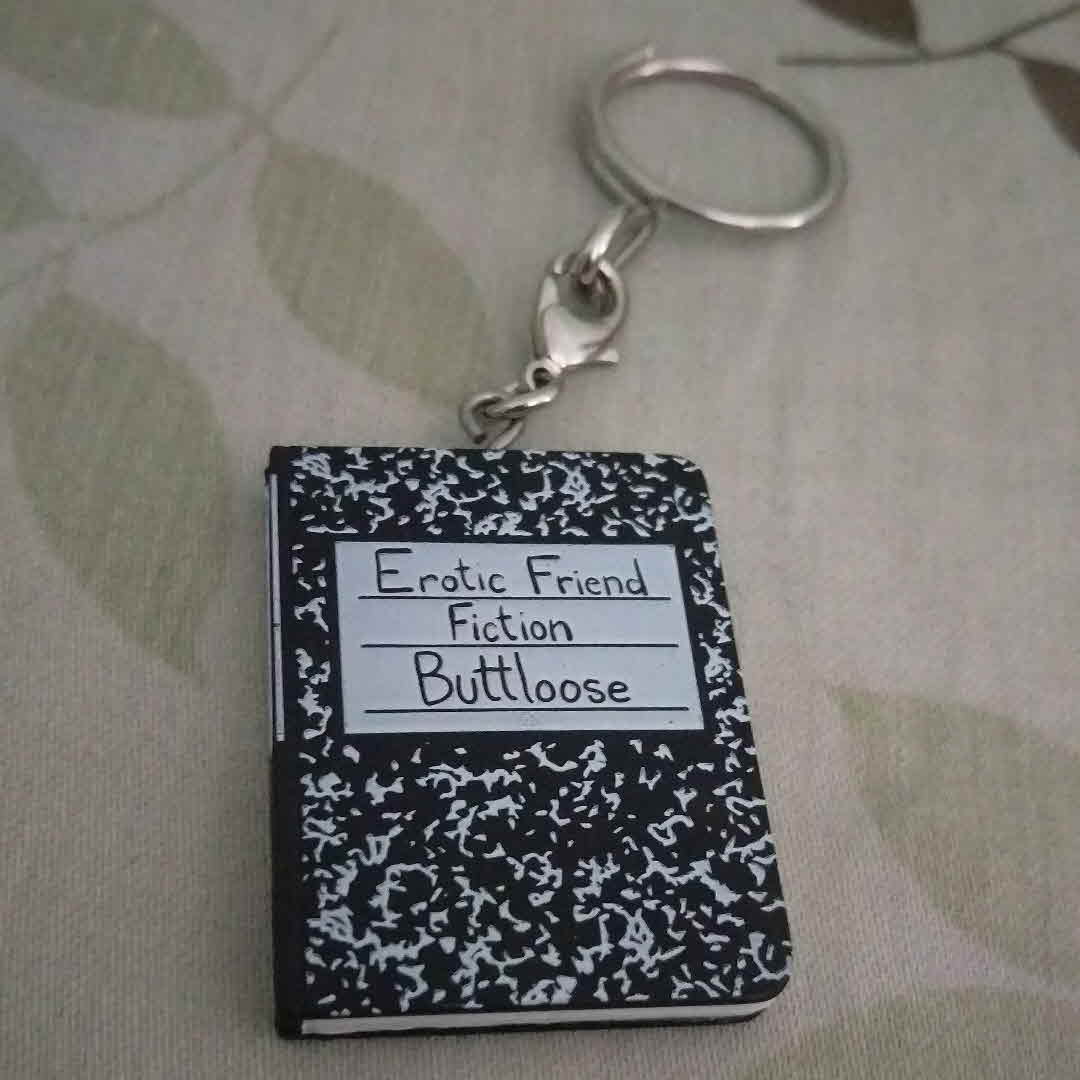 Erotic Friend
Fiction
Buttloose